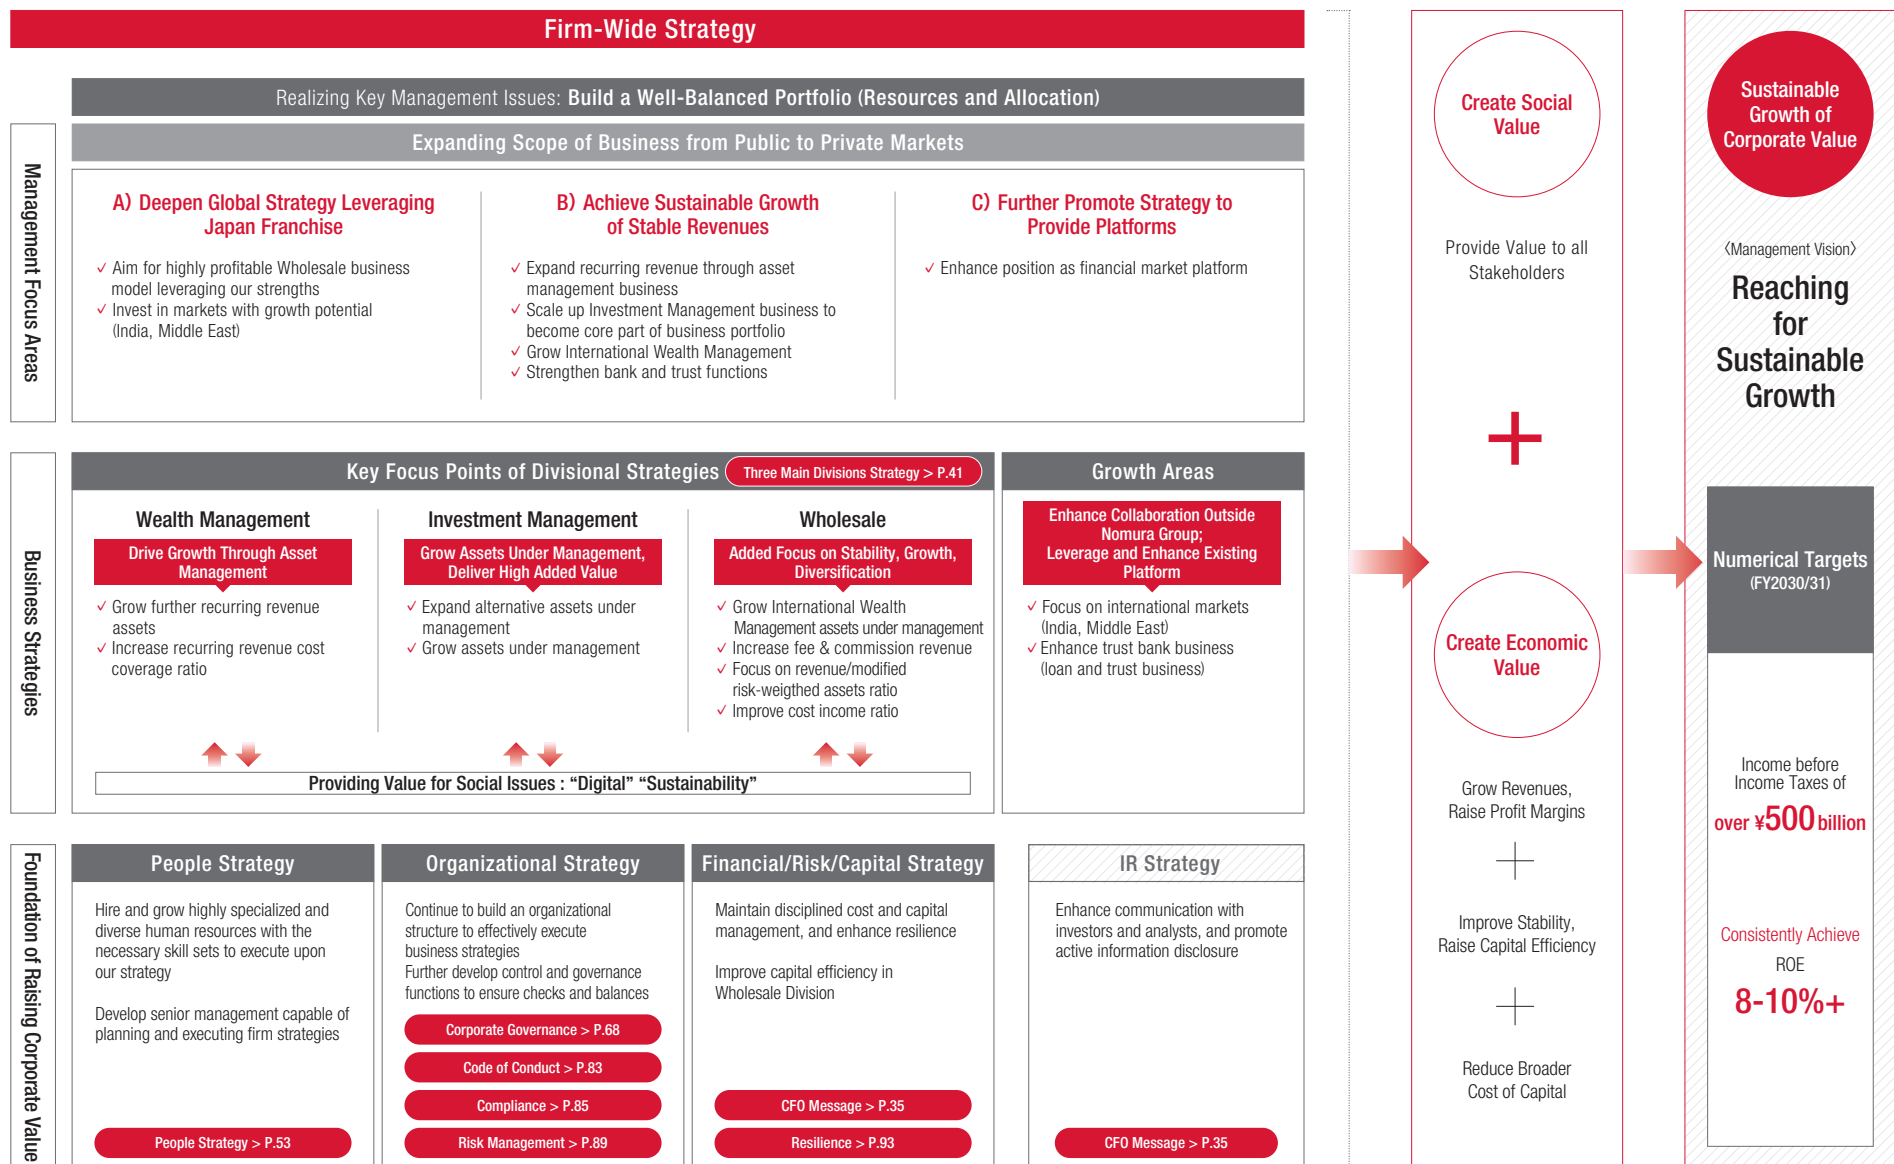 Firm-Wide Strategy
Realizing Key Management Issues: Build a Well-Balanced Portfolio (Resources and Allocation)
Management Focus Areas
Expanding Scope of Business from Public to Private Markets
A) Deepen Global Strategy Leveraging
Japan Franchise
✓ Aim for highly profitable Wholesale business
model leveraging our strengths
✓ Invest in markets with growth potential
(India, Middle East)
B) Achieve Sustainable Growth
of Stable Revenues
✓ Expand recurring revenue through asset
management business
✓ Scale up Investment Management business to
become core part of business portfolio
✓ Grow International Wealth Management
✓ Strengthen bank and trust functions
C) Further Promote Strategy to
Provide Platforms
✓ Enhance position as financial market platform
Business Strategies
Key Focus Points of Divisional Strategies
Three Main Divisions Strategy > P.41
Wealth Management
Drive Growth Through Asset
Management
✓ Grow further recurring revenue
assets
✓ Increase recurring revenue cost
coverage ratio
Investment Management
Grow Assets Under Management,
Deliver High Added Value
✓ Expand alternative assets under
management
✓ Grow assets under management
Wholesale
Added Focus on Stability, Growth,
Diversification
✓ Grow International Wealth
Management assets under management
✓ Increase fee & commission revenue
✓ Focus on revenue/modified
risk-weigthed assets ratio
✓ Improve cost income ratio
Providing Value for Social Issues : “Digital” “Sustainability”
Growth Areas
Enhance Collaboration Outside
Nomura Group;
Leverage and Enhance Existing
Platform
✓ Focus on international markets
(India, Middle East)
✓ Enhance trust bank business
(loan and trust business)
Foundation of Raising Corporate Value
People Strategy
Hire and grow highly specialized and
diverse human resources with the
necessary skill sets to execute upon
our strategy
Develop senior management capable of
planning and executing firm strategies
People Strategy > P.53
Organizational Strategy
Continue to build an organizational
structure to effectively execute
business strategies
Further develop control and governance
functions to ensure checks and balances
Corporate Governance > P.68
Code of Conduct > P.83
Compliance > P.85
Risk Management > P.89
Financial/Risk/Capital Strategy
Maintain disciplined cost and capital
management, and enhance resilience
Improve capital efficiency in
Wholesale Division
CFO Message > P.35
Resilience > P.93
IR Strategy
Enhance communication with
investors and analysts, and promote
active information disclosure
CFO Message > P.35
Create Social
Value
Provide Value to all
Stakeholders
+
Create Economic
Value
Grow Revenues,
Raise Profit Margins
+
Improve Stability,
Raise Capital Efficiency
+
Reduce Broader
Cost of Capital
Sustainable
Growth of
Corporate Value
〈Management Vision〉
Reaching
for
Sustainable
Growth
Numerical Targets
(FY2030/31)
Income before
Income Taxes of
over ¥500 billion
Consistently Achieve
ROE
8-10%+